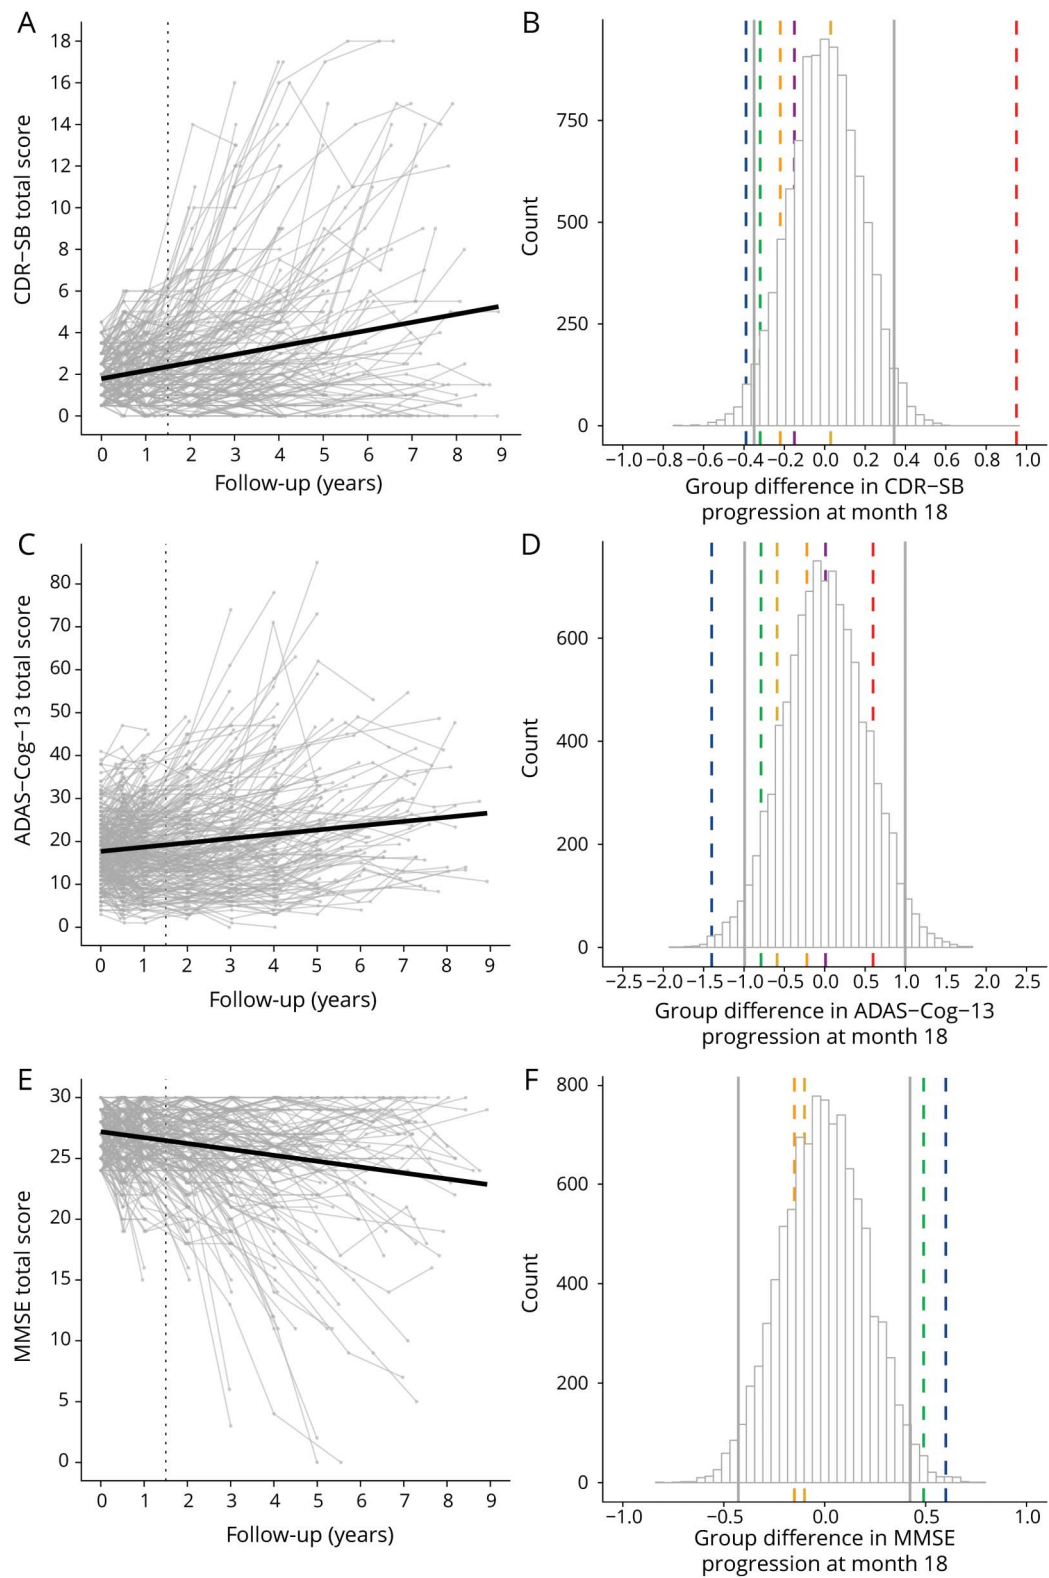 A
CDR−SB total score
18
16
14
12
10
8
6
4
2
0
0 1 2 3 4 5 6 7 8 9
Follow-up (years)
B
Count
750
500
250
0
−1.0 −0.8 −0.6 −0.4 −0.2 0.0 0.2 0.4 0.6 0.8 1.0
Group difference in CDR−SB
progression at month 18
C
ADAS−Cog−13 total score
80
70
60
50
40
30
20
10
0
0 1 2 3 4 5 6 7 8 9
Follow-up (years)
D
Count
600
400
200
0
−2.5 −2.0 −1.5 −1.0 −0.5 0.0 0.5 1.0 1.5 2.0 2.5
Group difference in ADAS−Cog−13
progression at month 18
E
MMSE total score
30
25
20
15
10
5
0
0 1 2 3 4 5 6 7 8 9
Follow-up (years)
F
Count
800
600
400
200
0
−1.0 −0.5 0.0 0.5 1.0
Group difference in MMSE
progression at month 18